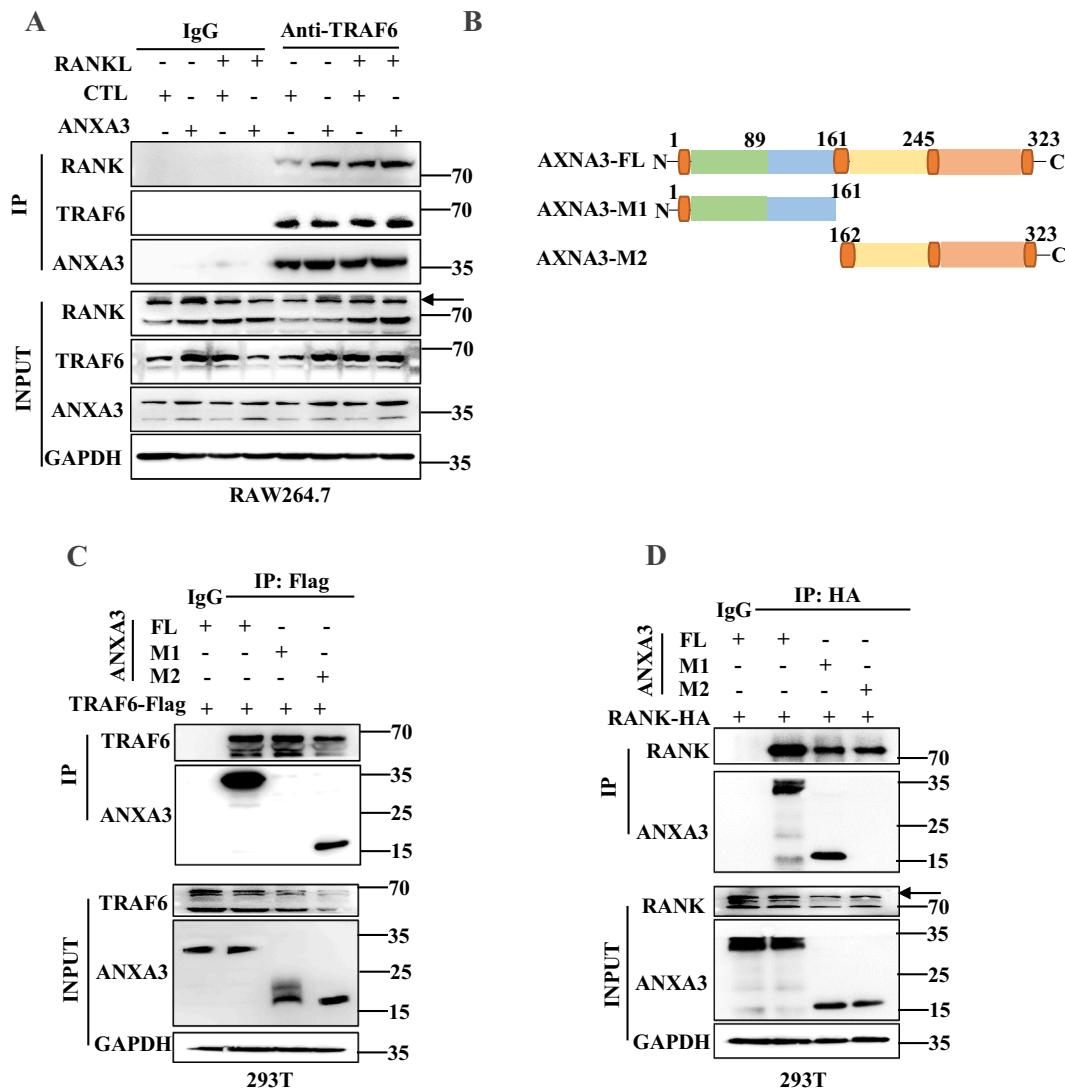 A
IgG
Anti-TRAF6
RANKL - - + + - - + +
CTL + - + - + - + -
ANXA3 - + - + - + - +
IP
RANK
70
TRAF6
70
ANXA3
35
INPUT
RANK
70
TRAF6
70
ANXA3
35
GAPDH
35
RAW264.7
B
1 89 161 245 323
AXNA3-FL N C
1 161
AXNA3-M1 N
162 323
AXNA3-M2 C
C
IgG IP: Flag
ANXA3
FL + + - -
M1 - - + -
M2 - - - +
TRAF6-Flag + + + +
IP
TRAF6
70
ANXA3
35
25
15
INPUT
TRAF6
70
ANXA3
35
25
15
GAPDH
35
293T
D
IgG IP: HA
ANXA3
FL + + - -
M1 - - + -
M2 - - - +
RANK-HA + + + +
IP
RANK
70
ANXA3
35
25
15
INPUT
RANK
70
ANXA3
35
25
15
GAPDH
35
293T